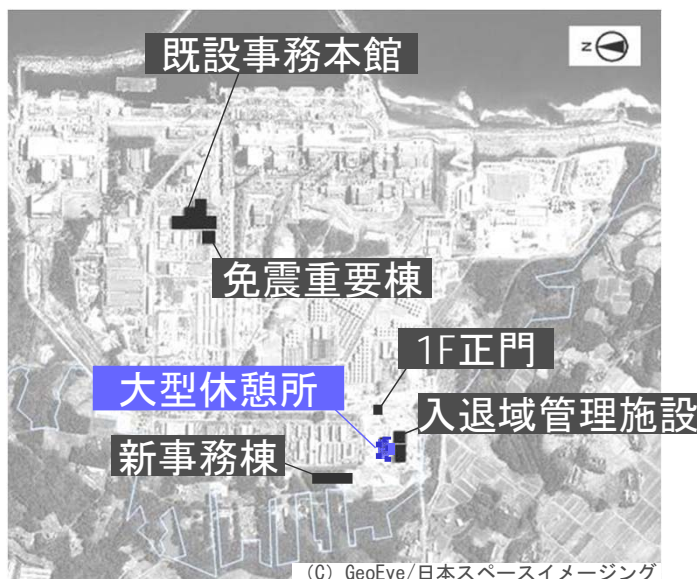 既設事務本館
N
免震重要棟
1F正門
大型休憩所
入退域管理施設
新事務棟
(C) GeoEye/日本スペースイメージング